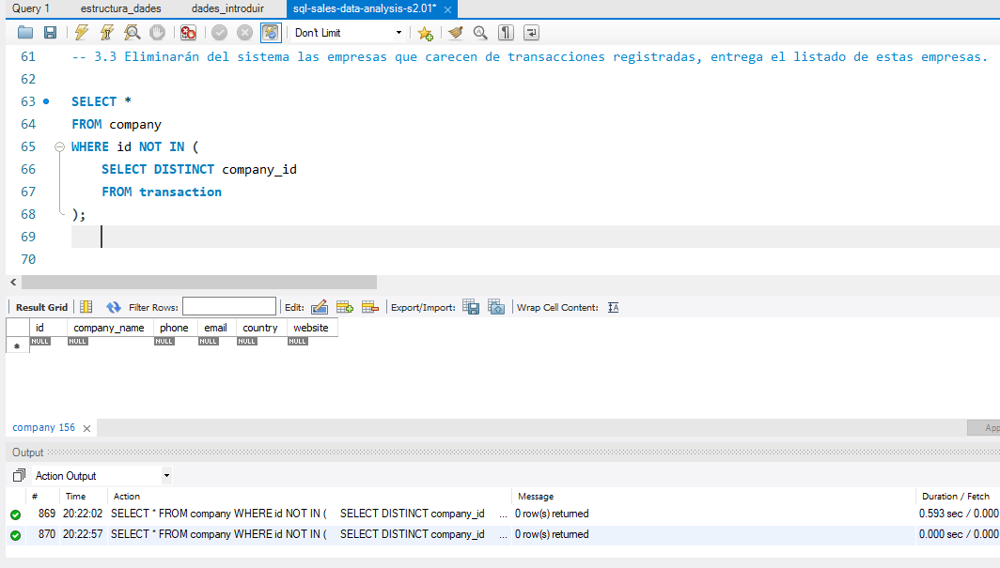 Query 1 estructura_dades dades_introduir sql-sales-data-analysis-s2.01*
Don't Limit
61 -- 3.3 Eliminarán del sistema las empresas que carecen de transacciones registradas, entrega el listado de estas empresas.
62
63 SELECT *
64 FROM company
65 WHERE id NOT IN (
66 SELECT DISTINCT company_id
67 FROM transaction
68 );
69
70
Result Grid Filter Rows: Edit: Export/Import: Wrap Cell Content:
id company_name phone email country website
NULL NULL NULL NULL NULL NULL
company 156 App
Output
Action Output
# Time Action Message Duration / Fetch
869 20:22:02 SELECT * FROM company WHERE id NOT IN ( SELECT DISTINCT company_id ... 0 row(s) returned 0.593 sec / 0.000
870 20:22:57 SELECT * FROM company WHERE id NOT IN ( SELECT DISTINCT company_id ... 0 row(s) returned 0.000 sec / 0.000